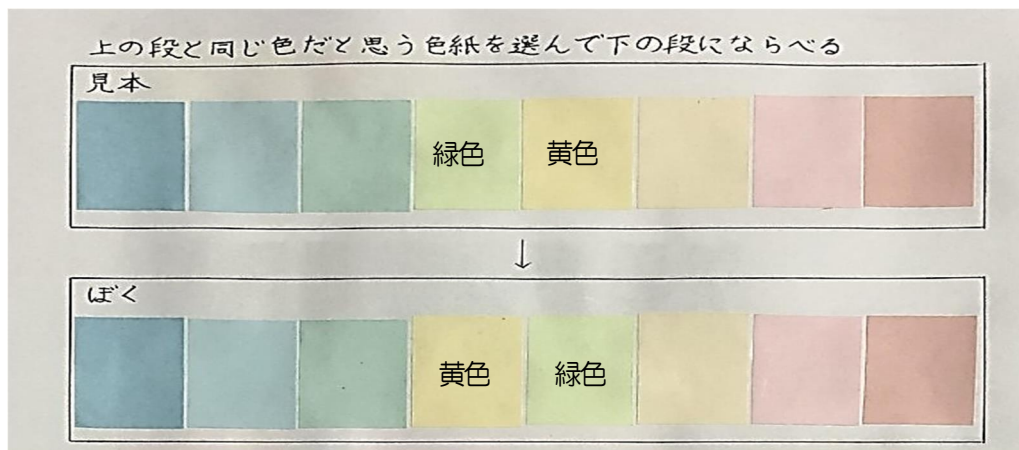 上の段と同じ色だと思う色紙を選んで下の段にならべる
見本
緑色 黄色
↓
ぼく
黄色 緑色